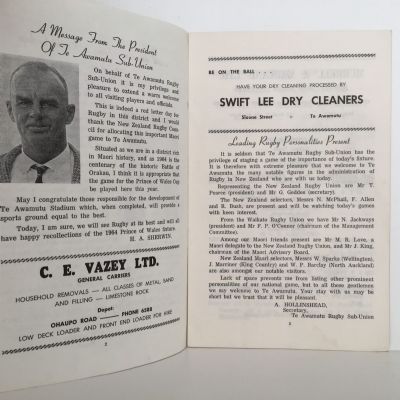 A Message From The President
Of Te Awamutu Sub-Union
On behalf of Te Awamutu Rugby
Sub-Union it is my privilege and
pleasure to extend a warm welcome
to all visiting players and officials.
This is indeed a red letter day for
Rugby in this district and I would
thank the New Zealand Rugby Coun-
cil for allocating this important Maori
game to Te Awamutu.
Situated as we are in a district rich
in Maori history, and as 1964 is the
centenary of the historic Battle of
Orakau, I think it is appropriate that
the game for the Prince of Wales Cup
be played here this year.
May I congratulate those responsible for the development of
Te Awamutu Stadium which, when completed, will provide a
sports ground equal to the best.
Today, I am sure, we will see Rugby at its best and all will
have happy recollections of the 1964 Prince of Wales fixture.
H. A. SHERWIN.
C. E. VAZEY LTD.
GENERAL CARRIERS
HOUSEHOLD REMOVALS — ALL CLASSES OF METAL, SAND
AND FILLING — LIMESTONE ROCK
Depot:
OHAUPO ROAD — PHONE 6288
LOW DECK LOADER AND FRONT END LOADER FOR HIRE
2
BE ON THE BALL . . .
HAVE YOUR DRY CLEANING PROCESSED BY
SWIFT LEE DRY CLEANERS
Sloane Street - Te Awamutu
Leading Rugby Personalities Present
It is seldom that Te Awamutu Rugby Sub-Union has the
privilege of staging a game of the importance of today's fixture.
It is therefore with extreme pleasure that we welcome to Te
Awamutu the many notable figures in the administration of
Rugby in New Zealand who are with us today.
Representing the New Zealand Rugby Union are Mr T.
Pearce (president) and Mr O. Geddes (secretary).
The New Zealand selectors, Messrs N. McPhail, F. Allen
and R. Bush, are present and will be watching today's games
with keen interest.
From the Waikato Rugby Union we have Mr N. Jackways
(president) and Mr F. P. O'Connor (chairman of the Management
Committee).
Among our Maori friends present are Mr M. R. Love, a
Maori delegate to the New Zealand Rugby Union, and Mr J. King,
chairman of the Maori Advisory Board.
New Zealand Maori selectors, Messrs W. Sparks (Wellington),
J. Marriner (King Country) and W. P. Barclay (North Auckland)
are also amongst our notable visitors.
Lack of space prevents me from listing other prominent
personalities of our national game, but to all these gentlemen
we say welcome to Te Awamutu. Your stay with us may be
short but we trust that it will be pleasant.
A. HOLLINSHEAD,
Secretary,
Te Awamutu Rugby Sub-Union
3